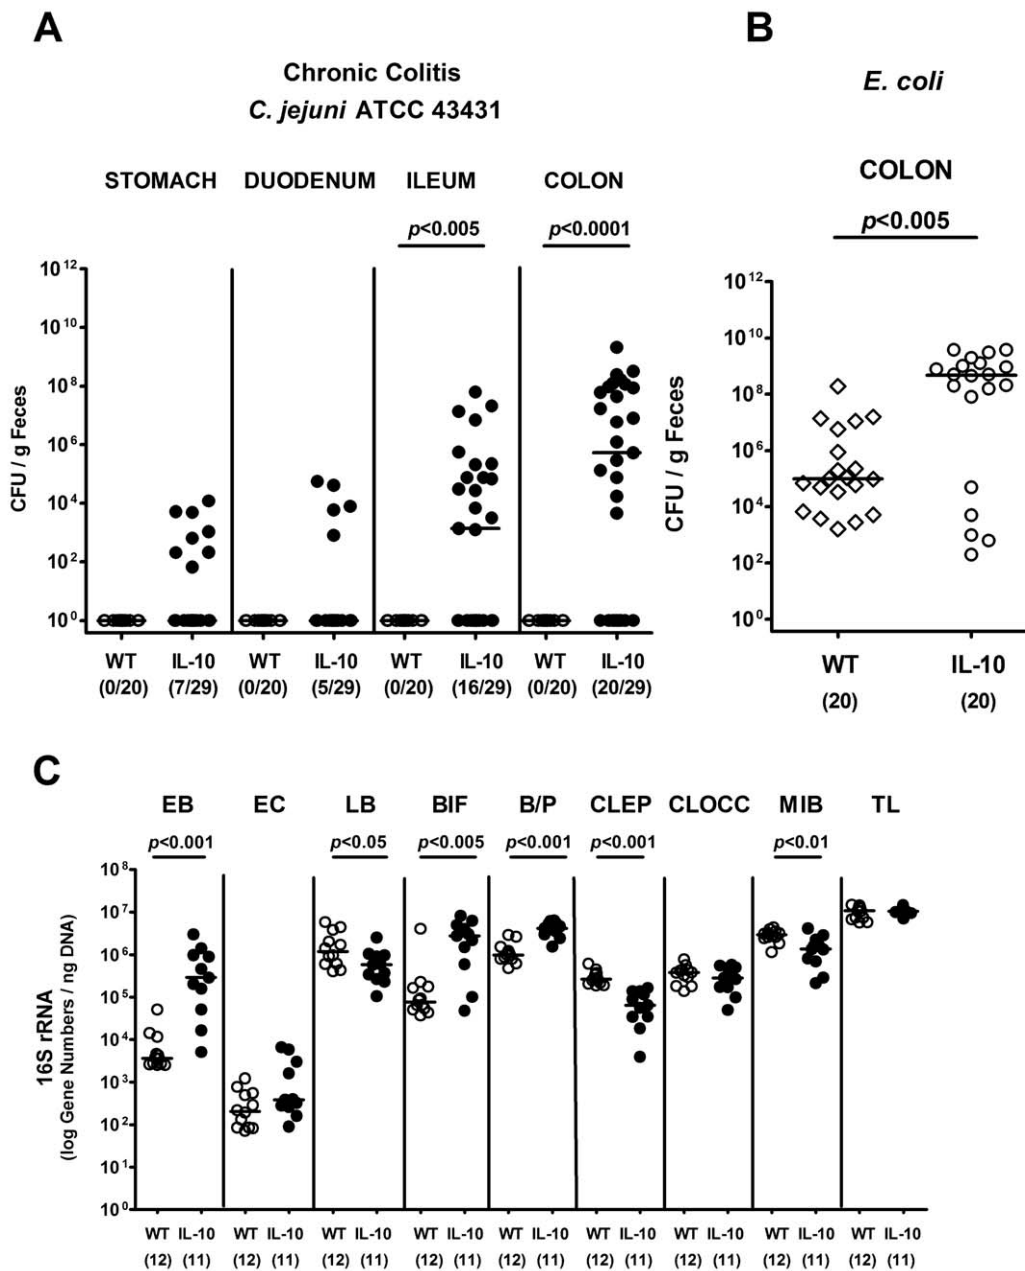 A
Chronic Colitis
C. jejuni ATCC 43431
STOMACH DUODENUM ILEUM COLON
p<0.005 p<0.0001
CFU / g Feces
10^12
10^10
10^8
10^6
10^4
10^2
10^0
WT IL-10 WT IL-10 WT IL-10 WT IL-10
(0/20) (7/29) (0/20) (5/29) (0/20) (16/29) (0/20) (20/29)
B
E. coli
COLON
p<0.005
CFU / g Feces
10^12
10^10
10^8
10^6
10^4
10^2
10^0
WT IL-10
(20) (20)
C
EB EC LB BIF B/P CLEP CLOCC MIB TL
p<0.001 p<0.05 p<0.005 p<0.001 p<0.001 p<0.01
16S rRNA
(log Gene Numbers / ng DNA)
10^8
10^7
10^6
10^5
10^4
10^3
10^2
10^1
10^0
WT IL-10 WT IL-10 WT IL-10 WT IL-10 WT IL-10 WT IL-10 WT IL-10 WT IL-10 WT IL-10
(12) (11) (12) (11) (12) (11) (12) (11) (12) (11) (12) (11) (12) (11) (12) (11) (12) (11)